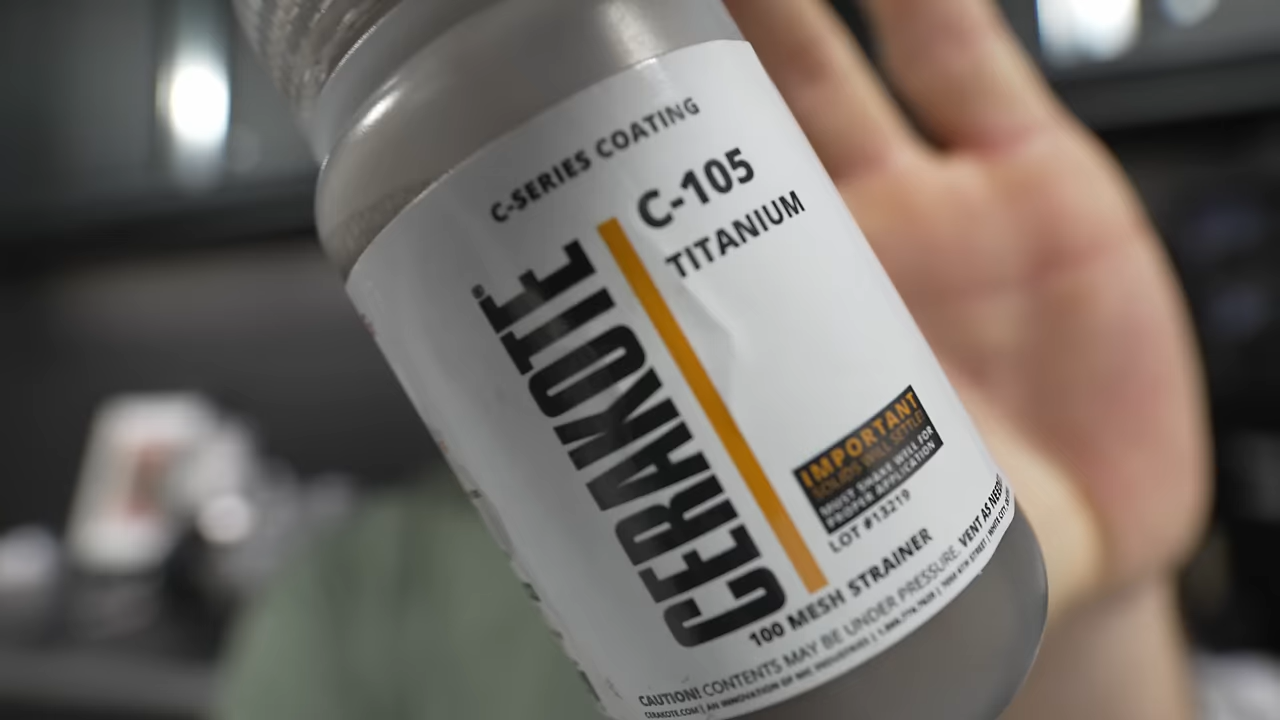 C-SERIES COATING
C-105
TITANIUM
CERAKOTE®
IMPORTANT
SOLIDS WILL SETTLE!
MUST SHAKE WELL FOR
PROPER APPLICATION
LOT #13219
100 MESH STRAINER
CAUTION! CONTENTS MAY BE UNDER PRESSURE. VENT AS
CERAKOTE.COM | AN INNOVATION OF NIC INDUSTRIES |